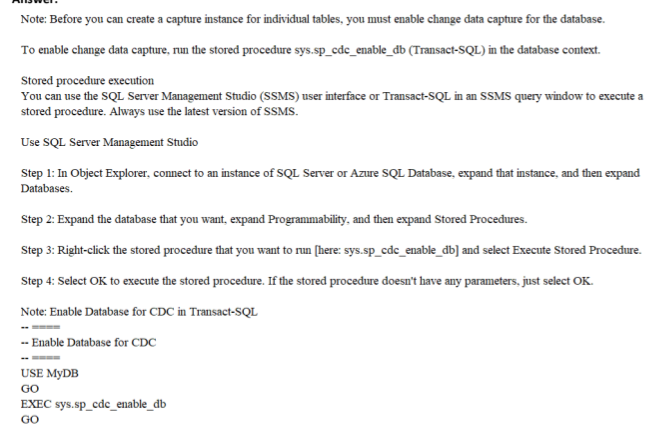 Answer:
Note: Before you can create a capture instance for individual tables, you must enable change data capture for the database.
To enable change data capture, run the stored procedure sys.sp_cdc_enable_db (Transact-SQL) in the database context.
Stored procedure execution
You can use the SQL Server Management Studio (SSMS) user interface or Transact-SQL in an SSMS query window to execute a
stored procedure. Always use the latest version of SSMS.
Use SQL Server Management Studio
Step 1: In Object Explorer, connect to an instance of SQL Server or Azure SQL Database, expand that instance, and then expand
Databases.
Step 2: Expand the database that you want, expand Programmability, and then expand Stored Procedures.
Step 3: Right-click the stored procedure that you want to run [here: sys.sp_cdc_enable_db] and select Execute Stored Procedure.
Step 4: Select OK to execute the stored procedure. If the stored procedure doesn't have any parameters, just select OK.
Note: Enable Database for CDC in Transact-SQL
-- ====
-- Enable Database for CDC
-- ====
USE MyDB
GO
EXEC sys.sp_cdc_enable_db
GO